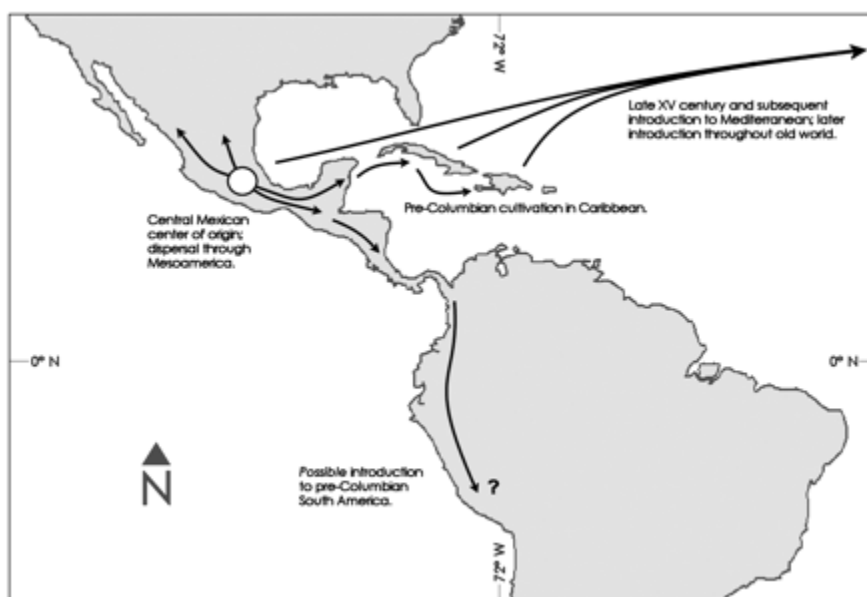 72° W
Late XV century and subsequent
introduction to Mediterranean; later
introduction throughout old world.
Pre-Columbian cultivation in Caribbean.
Central Mexican
center of origin;
dispersal through
Mesoamerica.
0° N
0° N
Possible introduction
to pre-Columbian
South America.
?
N
72° W